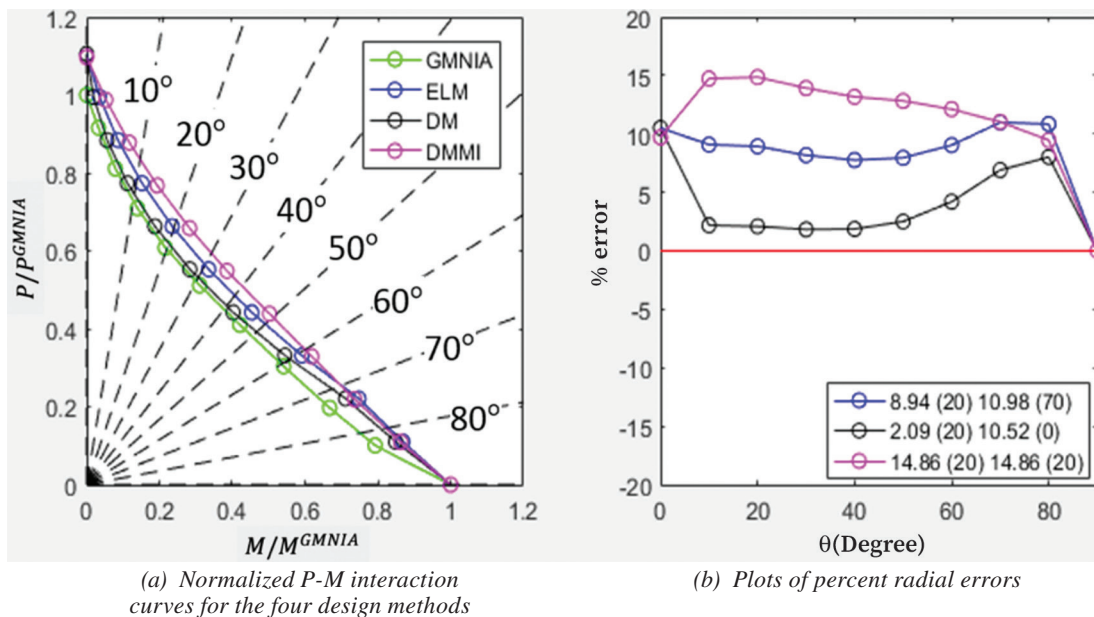 1.2
1
0.8
0.6
0.4
0.2
0
P/P^GMNIA
10°
20°
30°
40°
50°
60°
70°
80°
GMNIA
ELM
DM
DMMI
0 0.2 0.4 0.6 0.8 1 1.2
M/M^GMNIA
(a) Normalized P-M interaction
curves for the four design methods
20
15
10
5
0
-5
-10
-15
-20
% error
8.94 (20) 10.98 (70)
2.09 (20) 10.52 (0)
14.86 (20) 14.86 (20)
0 20 40 60 80
θ(Degree)
(b) Plots of percent radial errors